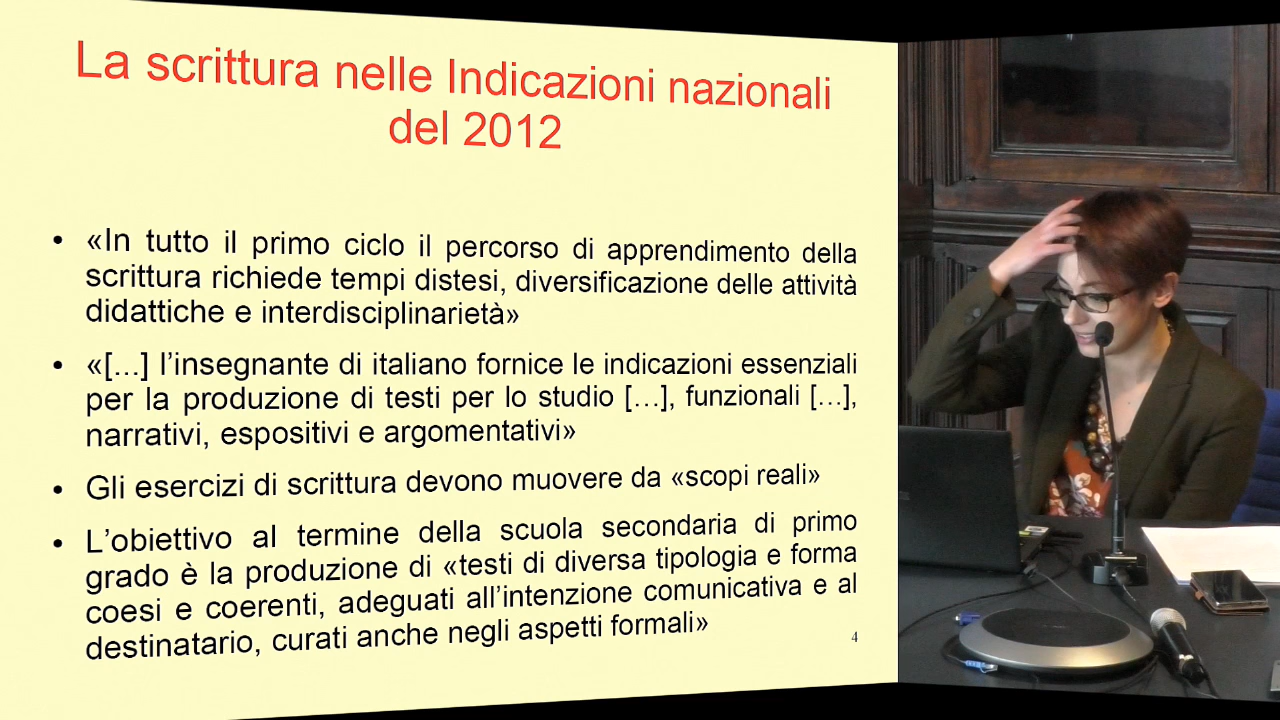 La scrittura nelle Indicazioni nazionali
del 2012
• «In tutto il primo ciclo il percorso di apprendimento della
scrittura richiede tempi distesi, diversificazione delle attività
didattiche e interdisciplinarietà»
• «[…] l’insegnante di italiano fornice le indicazioni essenziali
per la produzione di testi per lo studio […], funzionali […],
narrativi, espositivi e argomentativi»
• Gli esercizi di scrittura devono muovere da «scopi reali»
• L’obiettivo al termine della scuola secondaria di primo
grado è la produzione di «testi di diversa tipologia e forma
coesi e coerenti, adeguati all’intenzione comunicativa e al
destinatario, curati anche negli aspetti formali»
4